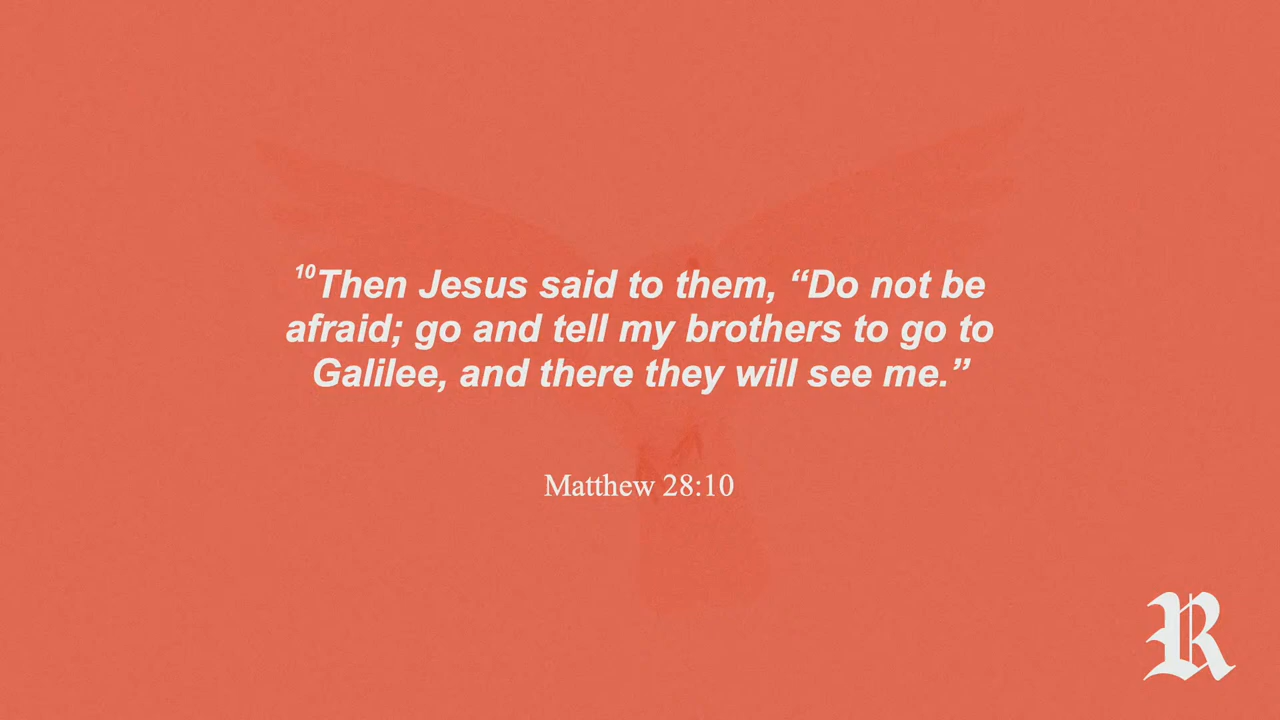 ¹⁰Then Jesus said to them, “Do not be
afraid; go and tell my brothers to go to
Galilee, and there they will see me.”
Matthew 28:10
R